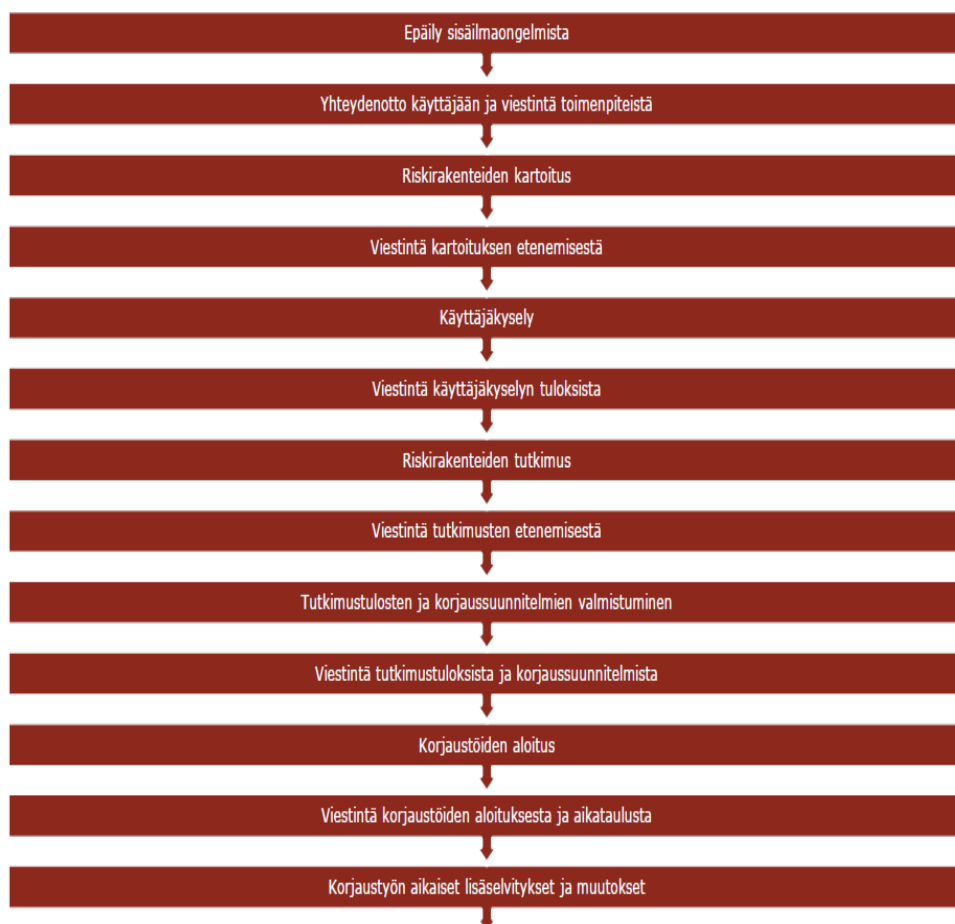 Epäily sisäilmaongelmista
Yhteydenotto käyttäjään ja viestintä toimenpiteistä
Riskirakenteiden kartoitus
Viestintä kartoituksen etenemisestä
Käyttäjäkysely
Viestintä käyttäjäkyselyn tuloksista
Riskirakenteiden tutkimus
Viestintä tutkimusten etenemisestä
Tutkimustulosten ja korjaussuunnitelmien valmistuminen
Viestintä tutkimustuloksista ja korjaussuunnitelmista
Korjaustöiden aloitus
Viestintä korjaustöiden aloituksesta ja aikataulusta
Korjaustyön aikaiset lisäselvitykset ja muutokset